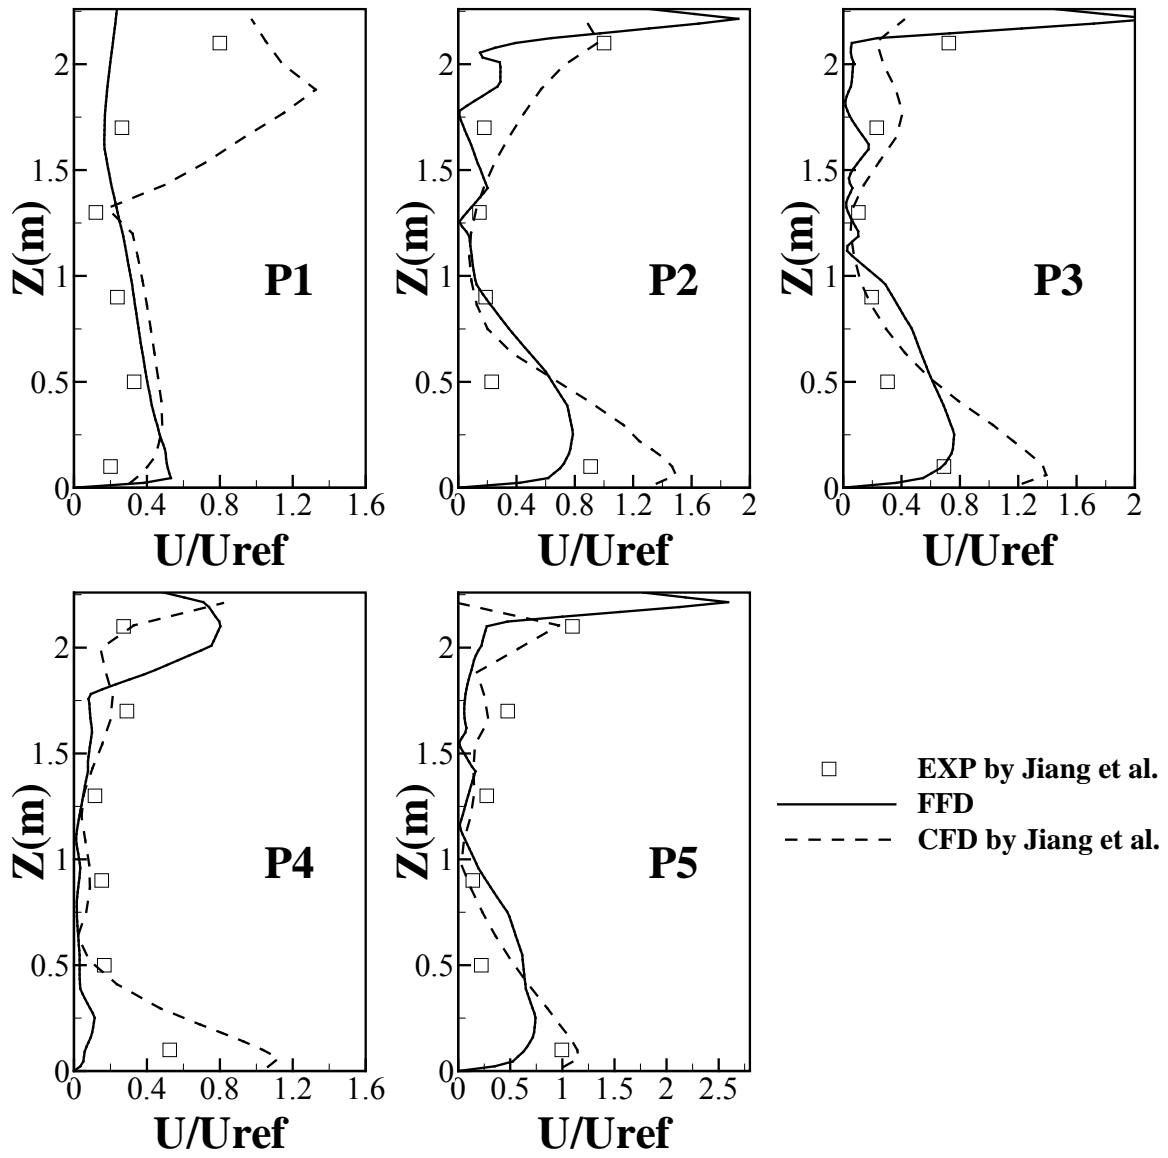 2
1.5
1
0.5
0
Z(m)
P1
0 0.4 0.8 1.2 1.6
U/Uref
2
1.5
1
0.5
0
Z(m)
P2
0 0.4 0.8 1.2 1.6 2
U/Uref
2
1.5
1
0.5
0
Z(m)
P3
0 0.4 0.8 1.2 1.6 2
U/Uref
2
1.5
1
0.5
0
Z(m)
P4
0 0.4 0.8 1.2 1.6
U/Uref
2
1.5
1
0.5
0
Z(m)
P5
0 0.5 1 1.5 2 2.5
U/Uref
EXP by Jiang et al.
FFD
CFD by Jiang et al.